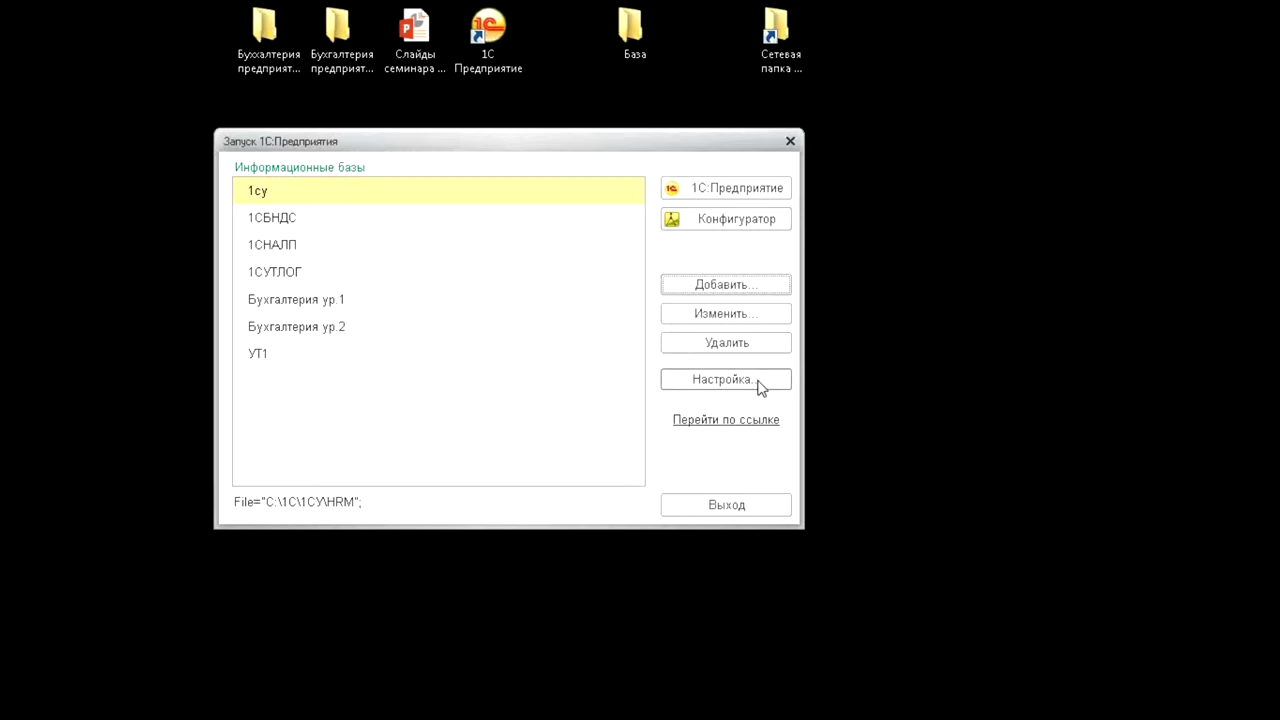 Бухгалтерия Бухгалтерия Слайды 1С База Сетевая
предприят... предприят... семинара ... Предприятие папка ...
Запуск 1С:Предприятия
Информационные базы
1су
1СБНДС
1СНАЛП
1СУТЛОГ
Бухгалтерия ур.1
Бухгалтерия ур.2
УТ1
File="C:\1C\1СУ\HRM";
1С:Предприятие
Конфигуратор
Добавить...
Изменить...
Удалить
Настройка...
Перейти по ссылке
Выход